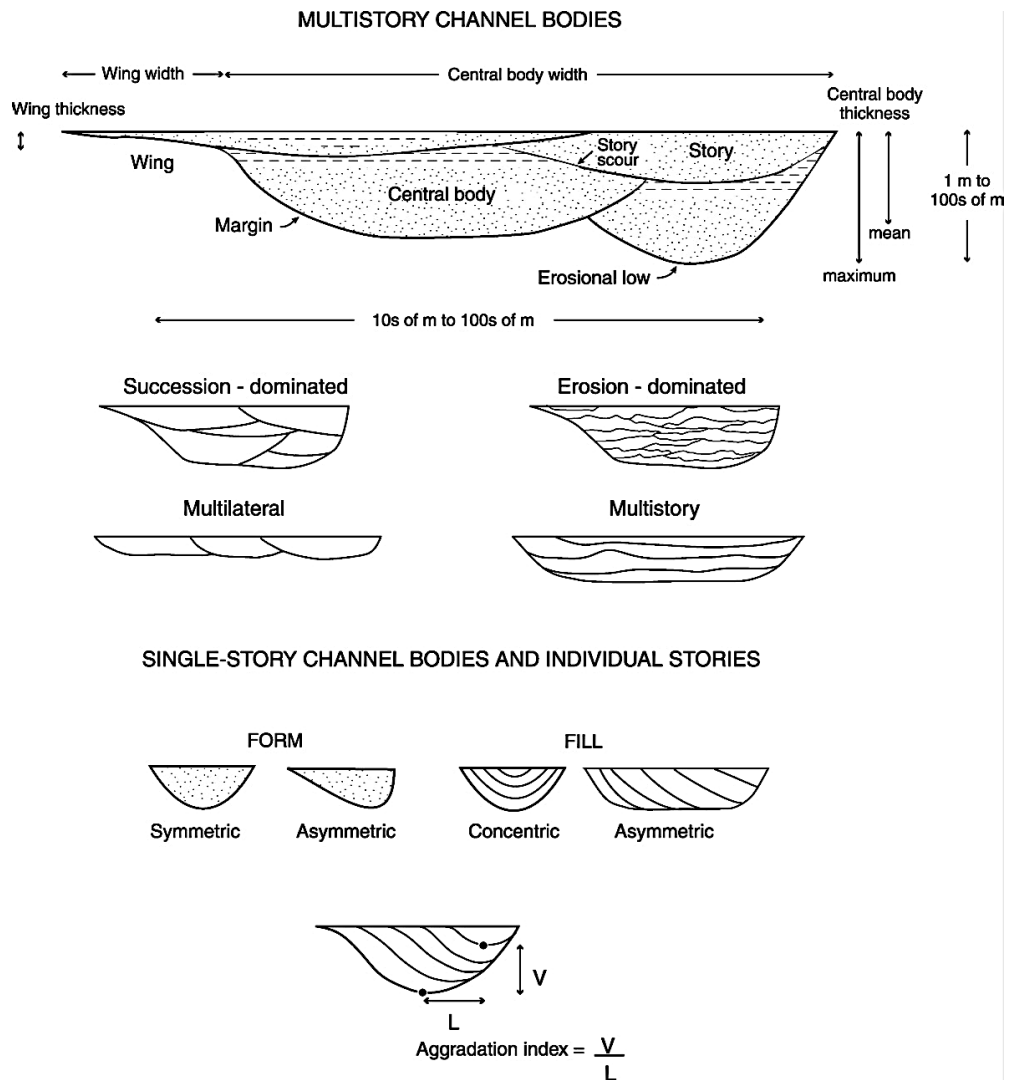 MULTISTORY CHANNEL BODIES
Wing width
Central body width
Wing thickness
Central body
thickness
Wing
Story
scour
Story
1 m to
100s of m
Central body
Margin
mean
Erosional low
maximum
10s of m to 100s of m
Succession - dominated
Erosion - dominated
Multilateral
Multistory
SINGLE-STORY CHANNEL BODIES AND INDIVIDUAL STORIES
FORM
FILL
Symmetric
Asymmetric
Concentric
Asymmetric
V
L
Aggradation index = V
L